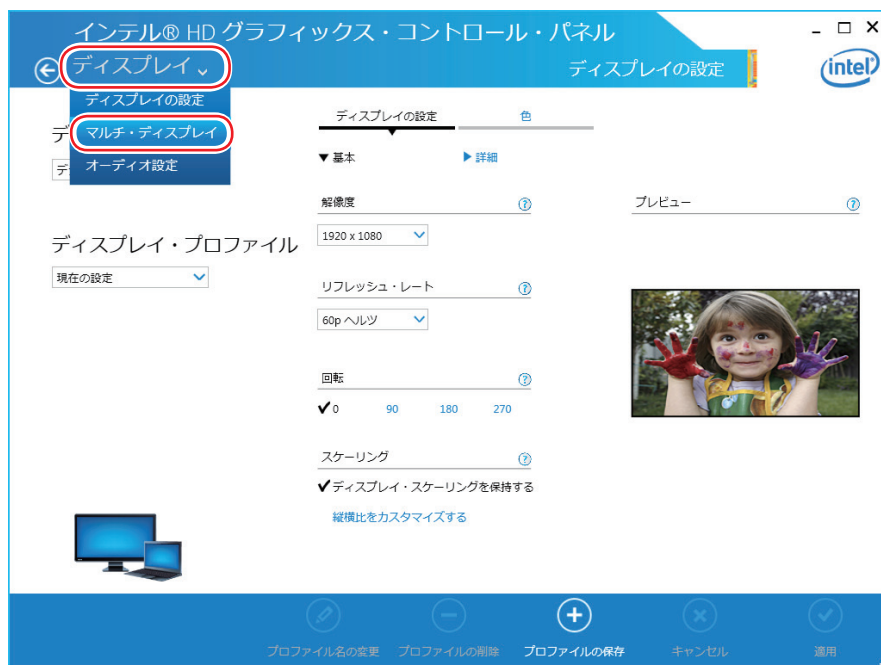 インテル® HD グラフィックス・コントロール・パネル
ディスプレイ
ディスプレイの設定
intel
ディスプレイの設定
マルチ・ディスプレイ
オーディオ設定
デ
デ
ディスプレイ・プロファイル
現在の設定
ディスプレイの設定
色
▼ 基本
▶ 詳細
解像度
?
1920 x 1080
リフレッシュ・レート
?
60p ヘルツ
回転
?
✔0
90
180
270
スケーリング
?
✔ディスプレイ・スケーリングを保持する
縦横比をカスタマイズする
プレビュー
?
プロファイル名の変更
プロファイルの削除
プロファイルの保存
キャンセル
適用